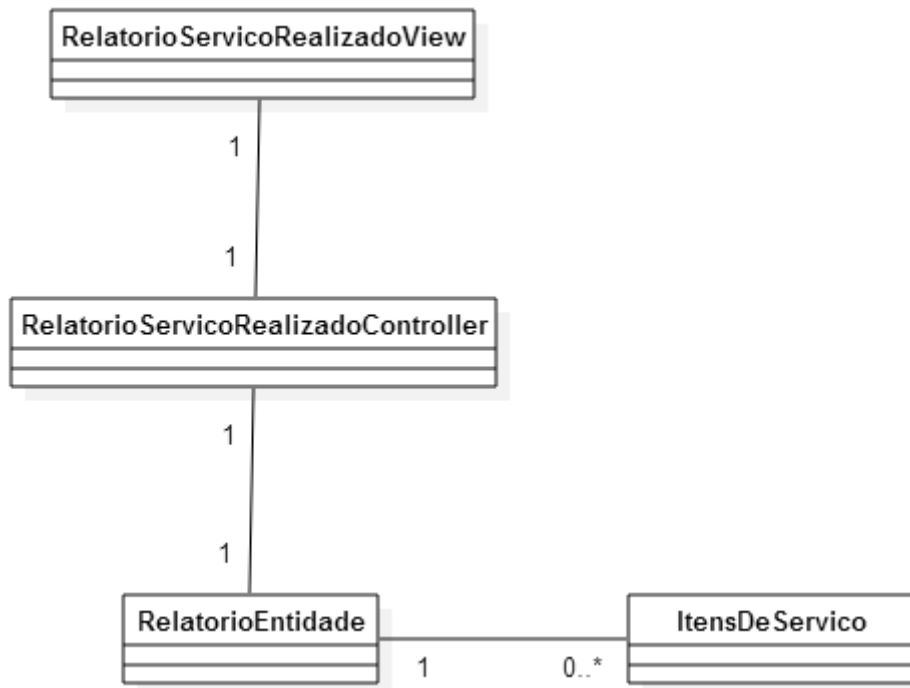 RelatorioServicoRealizadoView
1
1
RelatorioServicoRealizadoController
1
1
RelatorioEntidade
ItensDeServico
1
0..*